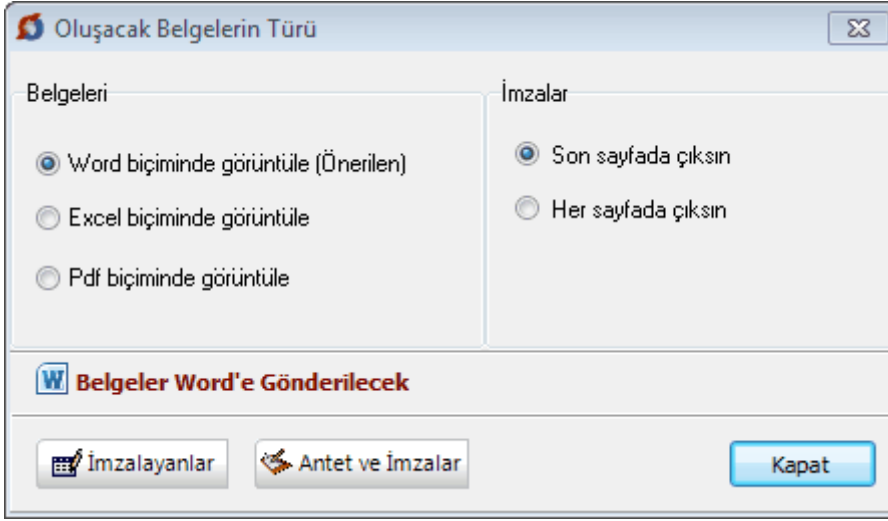 Oluşacak Belgelerin Türü
Belgeleri
Word biçiminde görüntüle (Önerilen)
Excel biçiminde görüntüle
Pdf biçiminde görüntüle
İmzalar
Son sayfada çıksın
Her sayfada çıksın
Belgeler Word'e Gönderilecek
İmzalayanlar
Antet ve İmzalar
Kapat